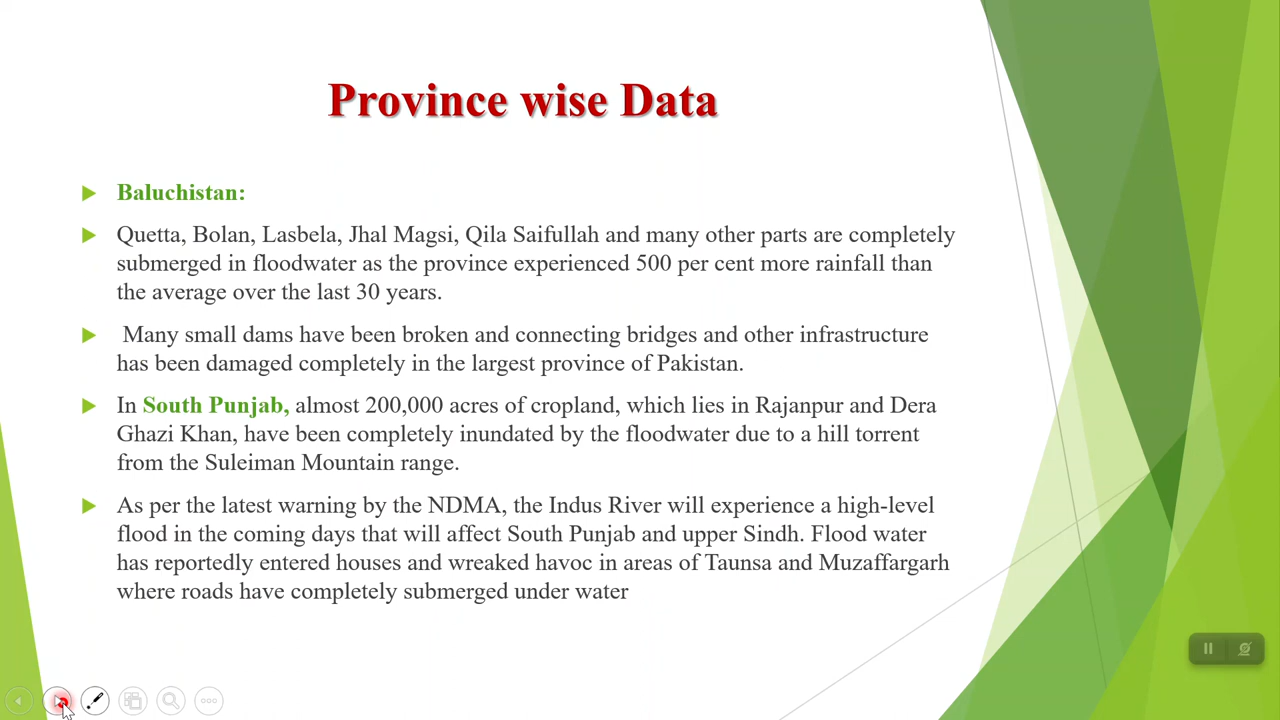 Province wise Data
Baluchistan:
Quetta, Bolan, Lasbela, Jhal Magsi, Qila Saifullah and many other parts are completely
submerged in floodwater as the province experienced 500 per cent more rainfall than
the average over the last 30 years.
Many small dams have been broken and connecting bridges and other infrastructure
has been damaged completely in the largest province of Pakistan.
In South Punjab, almost 200,000 acres of cropland, which lies in Rajanpur and Dera
Ghazi Khan, have been completely inundated by the floodwater due to a hill torrent
from the Suleiman Mountain range.
As per the latest warning by the NDMA, the Indus River will experience a high-level
flood in the coming days that will affect South Punjab and upper Sindh. Flood water
has reportedly entered houses and wreaked havoc in areas of Taunsa and Muzaffargarh
where roads have completely submerged under water